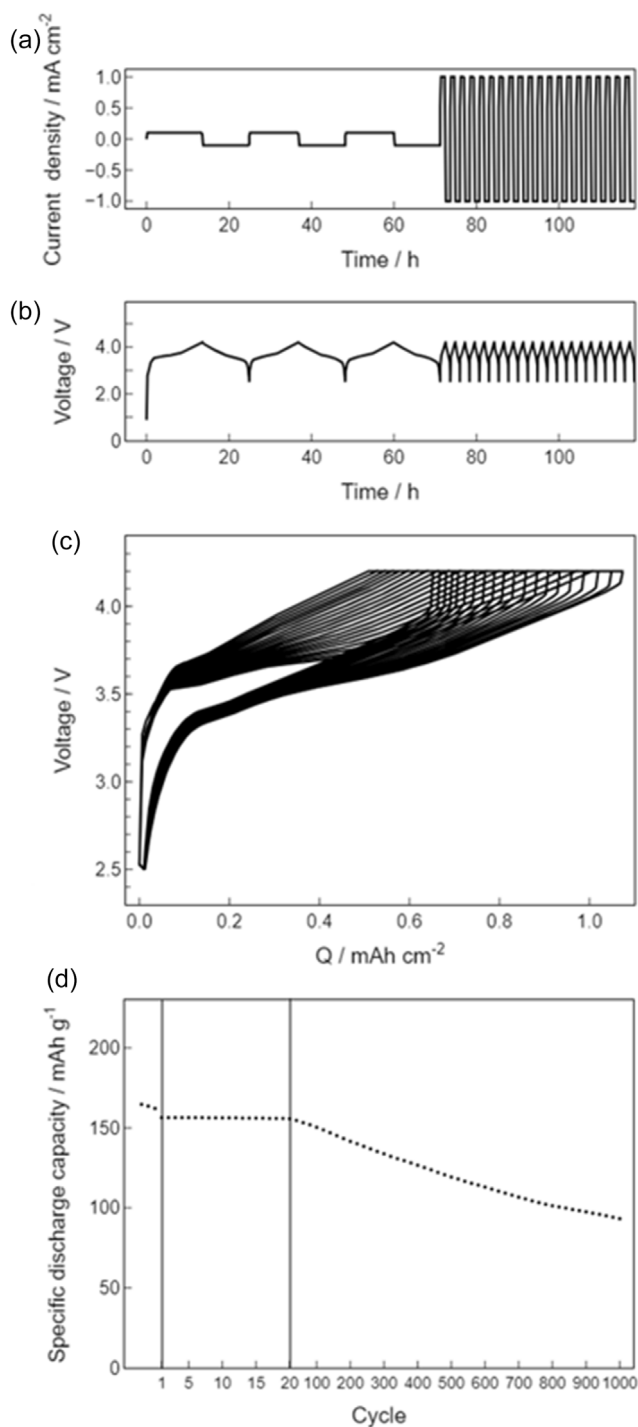 (a)
Current density / mA cm-2
1.0
0.5
0.0
−0.5
−1.0
0 20 40 60 80 100
Time / h
(b)
Voltage / V
4.0
2.0
0
0 20 40 60 80 100
Time / h
(c)
Voltage / V
4.0
3.5
3.0
2.5
0.0 0.2 0.4 0.6 0.8 1.0
Q / mAh cm-2
(d)
Specific discharge capacity / mAh g-1
200
150
100
50
0
1 5 10 15 20 100 200 300 400 500 600 700 800 900 1000
Cycle